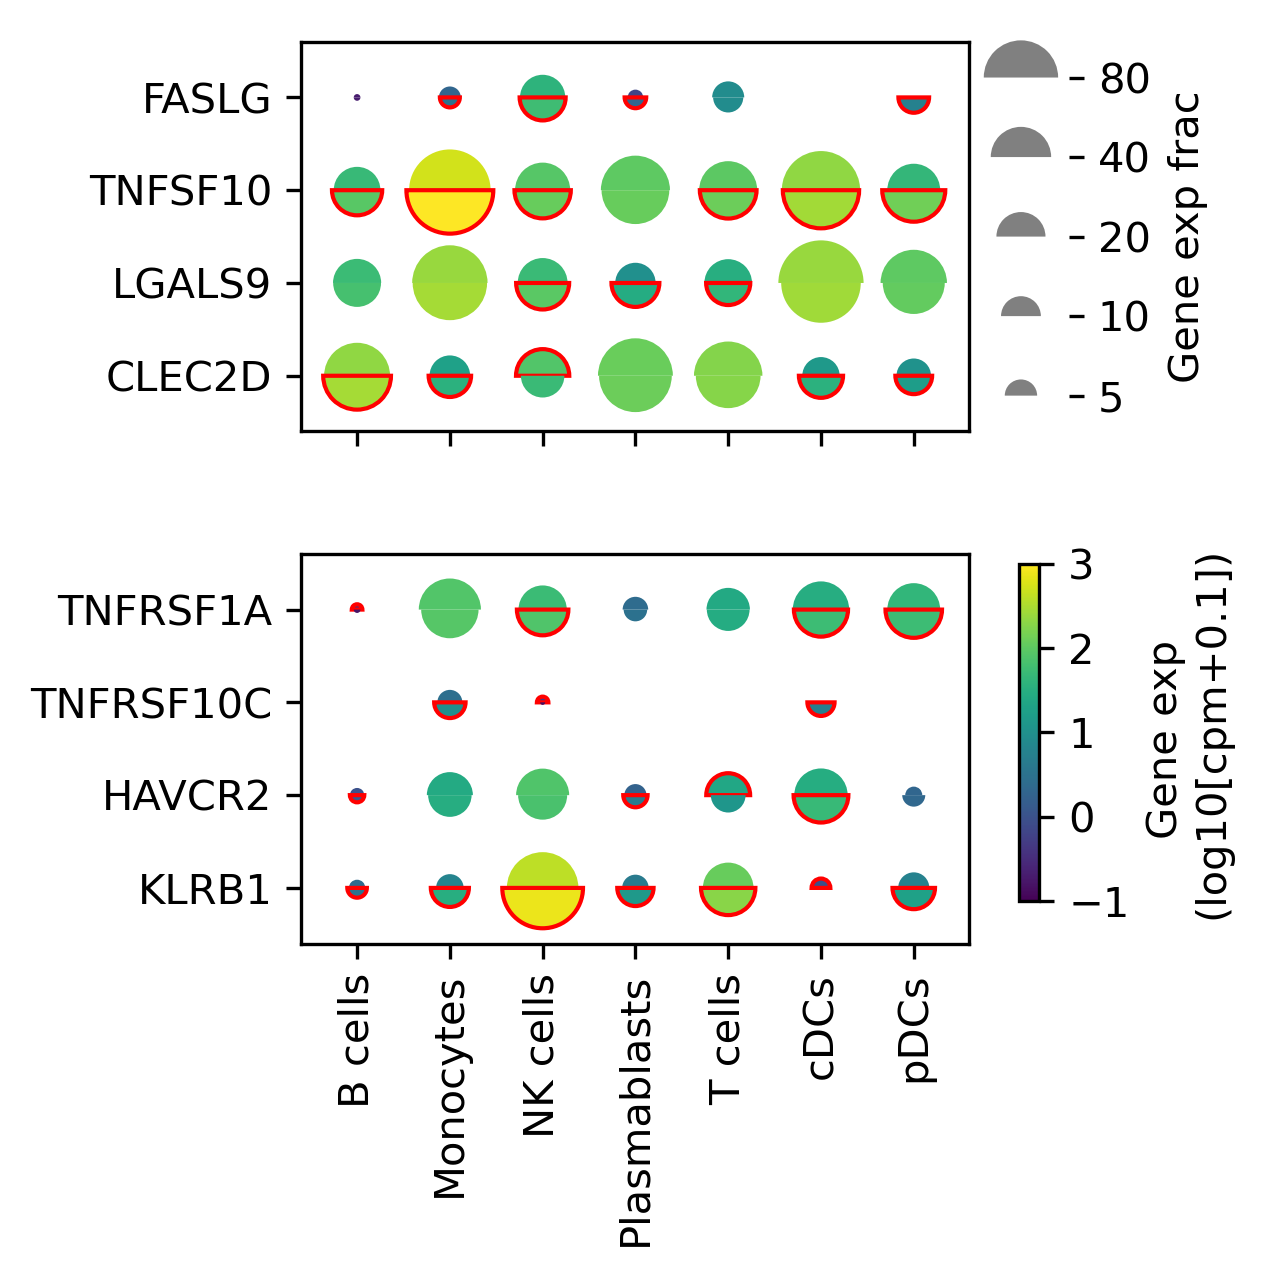 FASLG
TNFSF10
LGALS9
CLEC2D
80
40
20
10
5
Gene exp frac
TNFRSF1A
TNFRSF10C
HAVCR2
KLRB1
3
2
1
0
−1
Gene exp
(log10[cpm+0.1])
B cells
Monocytes
NK cells
Plasmablasts
T cells
cDCs
pDCs